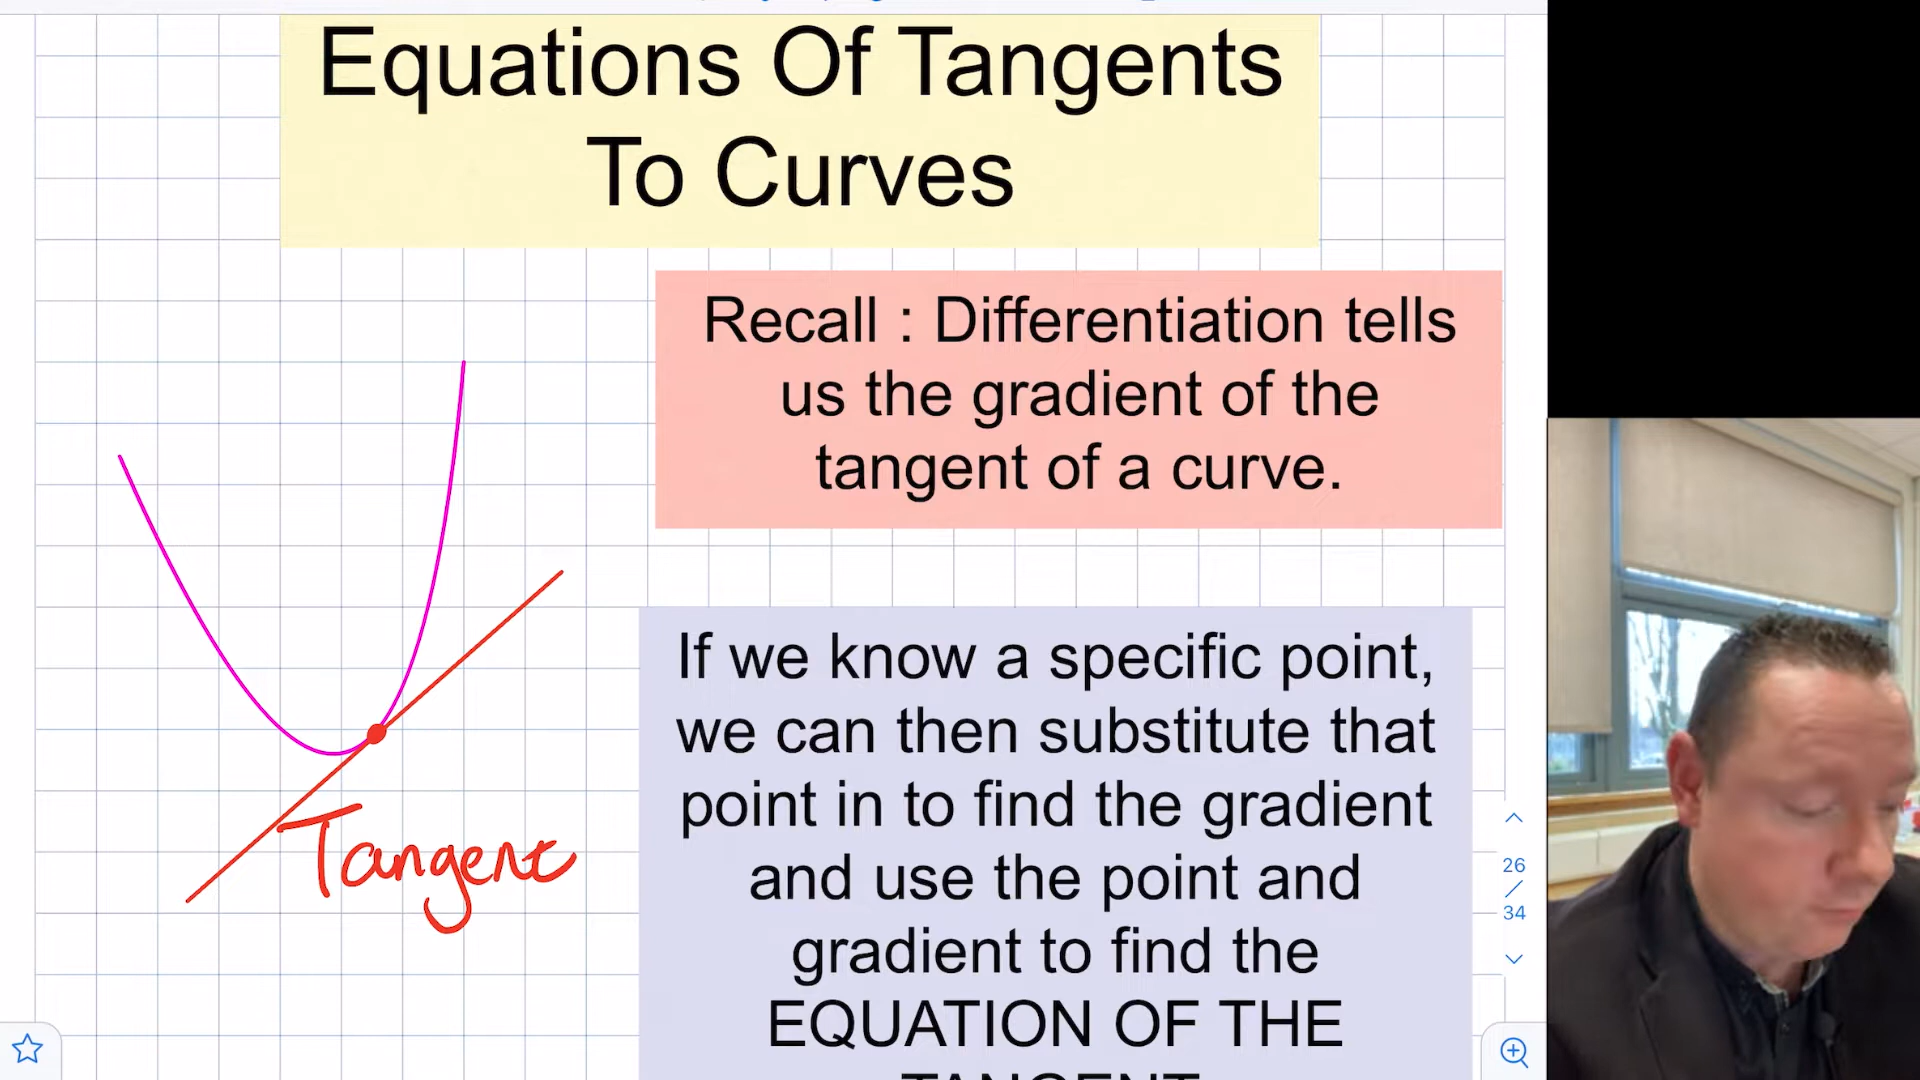 Equations Of Tangents
To Curves
Recall : Differentiation tells
us the gradient of the
tangent of a curve.
Tangent
If we know a specific point,
we can then substitute that
point in to find the gradient
and use the point and
gradient to find the
EQUATION OF THE
26
/
34